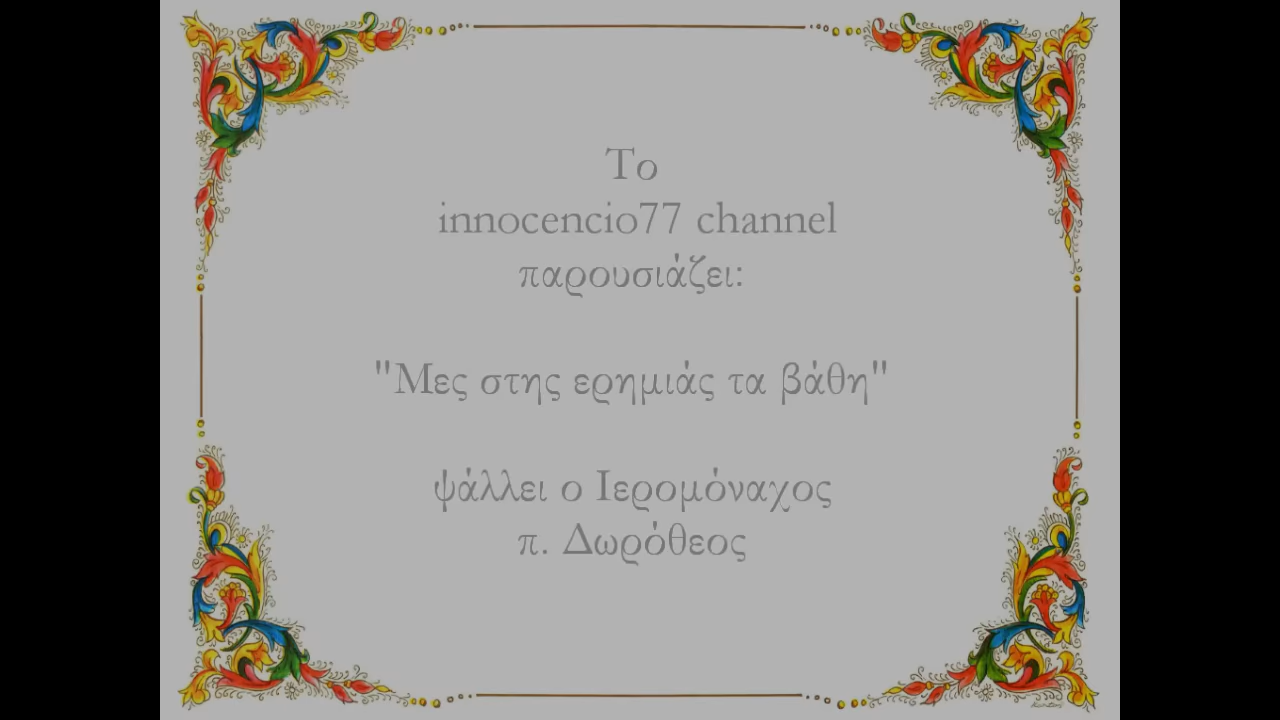 Το
innocencio77 channel
παρουσιάζει:
"Μες στης ερημιάς τα βάθη"
ψάλλει ο Ιερομόναχος
π. Δωρόθεος